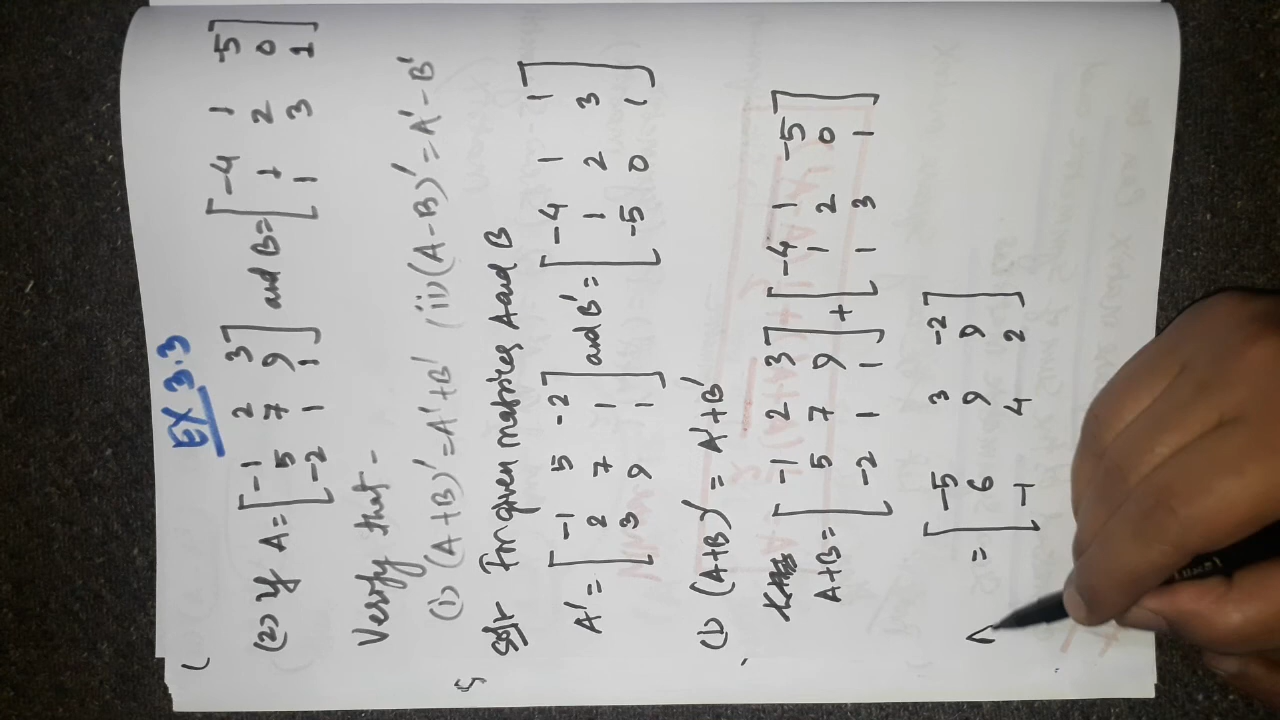 EX 3.3
(2) If A = [ -1 2 3 ] and B = [ -4 1 -5 ]
5 7 9 1 2 0
-2 1 1 1 3 1
Verify that -
(i) (A+B)' = A'+B' (ii) (A-B)' = A'-B'
Solr For given matrices A and B
A' = [ -1 5 -2 ] and B' = [ -4 1 1 ]
2 7 1 1 2 3
3 9 1 -5 0 1
(i) (A+B)' = A'+B'
A+B = [ -1 2 3 ] + [ -4 1 -5 ]
5 7 9 1 2 0
-2 1 1 1 3 1
= [ -5 3 -2 ]
6 9 9
-1 4 2